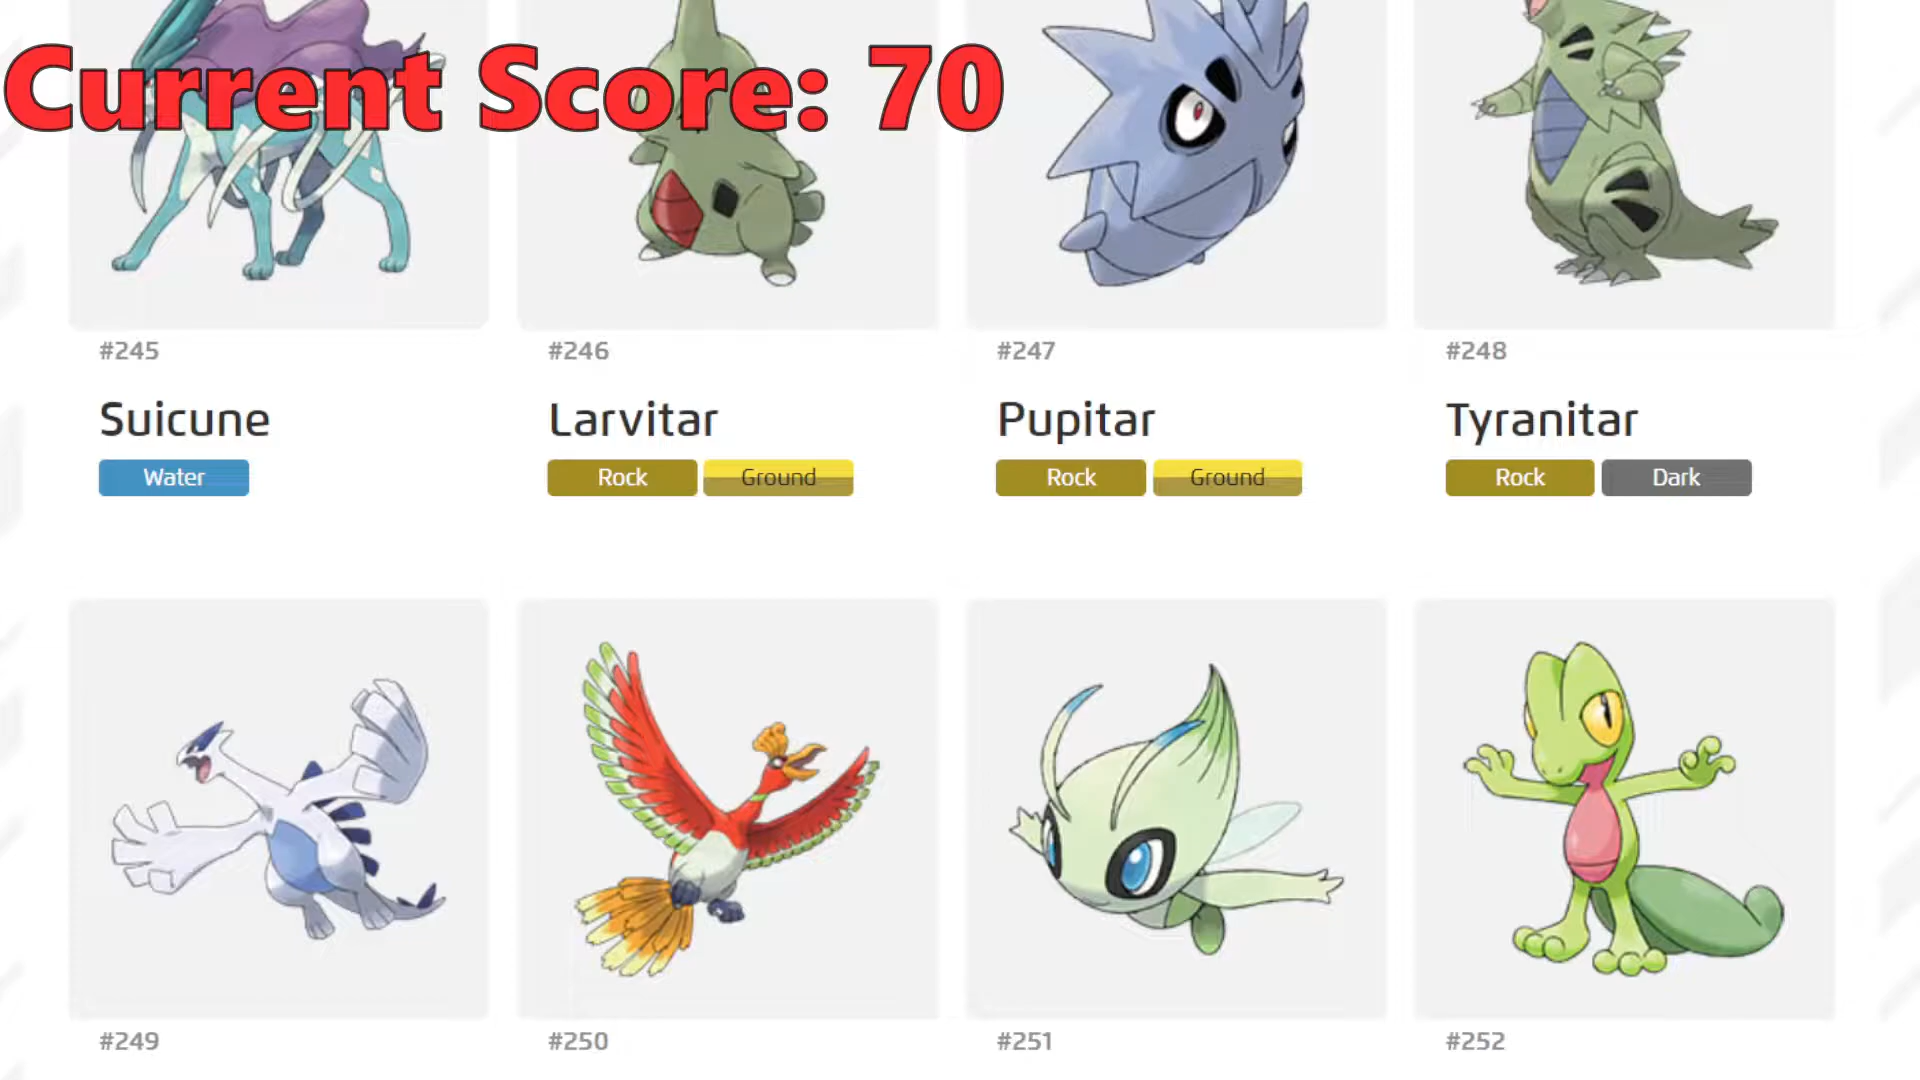 Current Score: 70
#245 #246 #247 #248
Suicune Larvitar Pupitar Tyranitar
Water Rock Ground Rock Ground Rock Dark
#249 #250 #251 #252